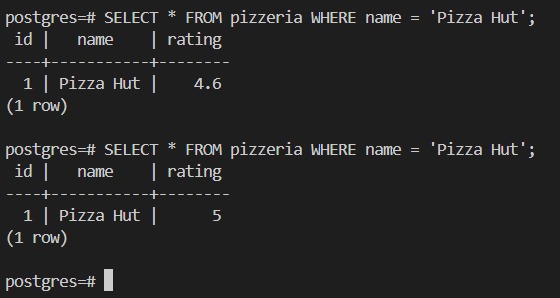 postgres=# SELECT * FROM pizzeria WHERE name = 'Pizza Hut';
 id |   name    | rating
----+-----------+--------
  1 | Pizza Hut |    4.6
(1 row)

postgres=# SELECT * FROM pizzeria WHERE name = 'Pizza Hut';
 id |   name    | rating
----+-----------+--------
  1 | Pizza Hut |      5
(1 row)

postgres=#